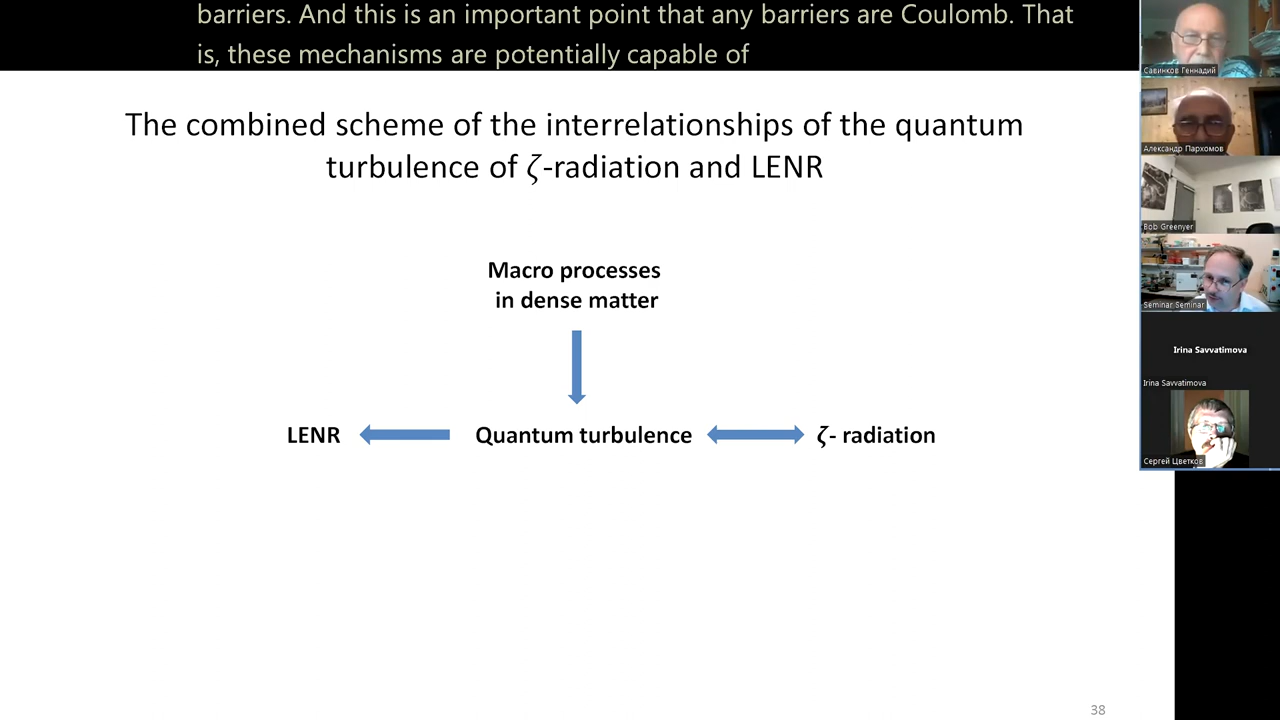 barriers. And this is an important point that any barriers are Coulomb. That
is, these mechanisms are potentially capable of
The combined scheme of the interrelationships of the quantum
turbulence of ζ-radiation and LENR
Macro processes
in dense matter
LENR
Quantum turbulence
ζ- radiation
38
Савинков Геннадий
Александр Пархомов
Bob Greenyer
Seminar Seminar
Irina Savvatimova
Irina Savvatimova
Сергей Цветков